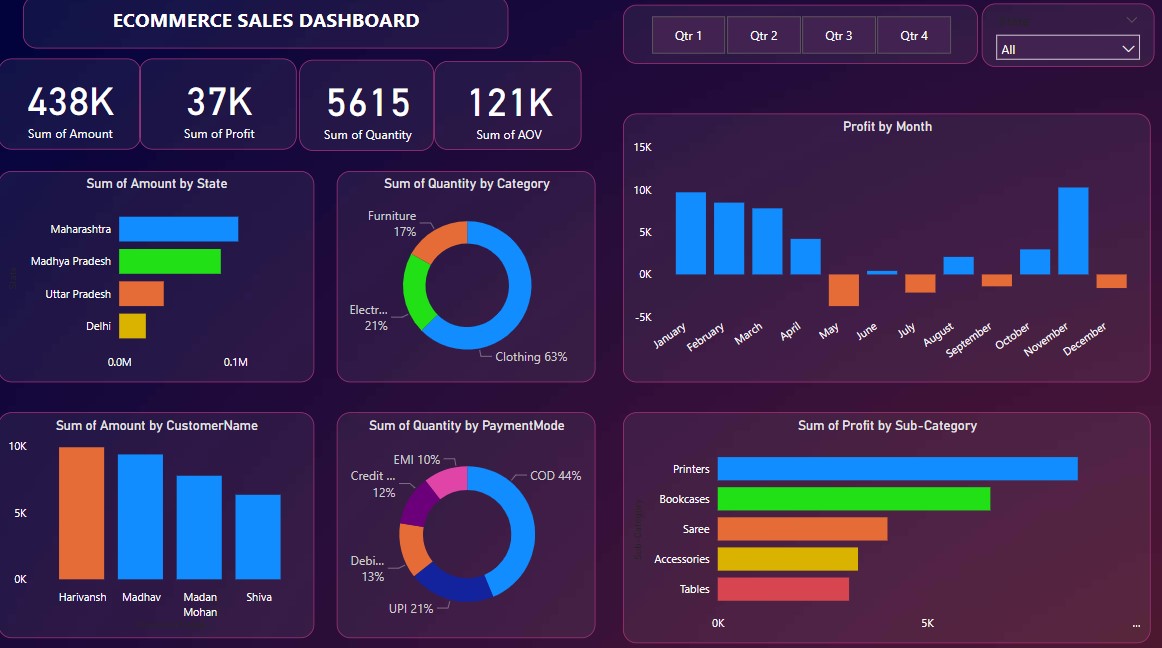 ECOMMERCE SALES DASHBOARD
Qtr 1
Qtr 2
Qtr 3
Qtr 4
All
438K
Sum of Amount
37K
Sum of Profit
5615
Sum of Quantity
121K
Sum of AOV
Sum of Amount by State
Maharashtra
Madhya Pradesh
Uttar Pradesh
Delhi
0.0M
0.1M
Sum of Quantity by Category
Furniture
17%
Electr...
21%
Clothing 63%
Profit by Month
15K
10K
5K
0K
-5K
January
February
March
April
May
June
July
August
September
October
November
December
Sum of Amount by CustomerName
10K
5K
0K
Harivansh
Madhav
Madan
Mohan
Shiva
Sum of Quantity by PaymentMode
EMI 10%
COD 44%
Credit ...
12%
Debi...
13%
UPI 21%
Sum of Profit by Sub-Category
Printers
Bookcases
Saree
Accessories
Tables
0K
5K
...